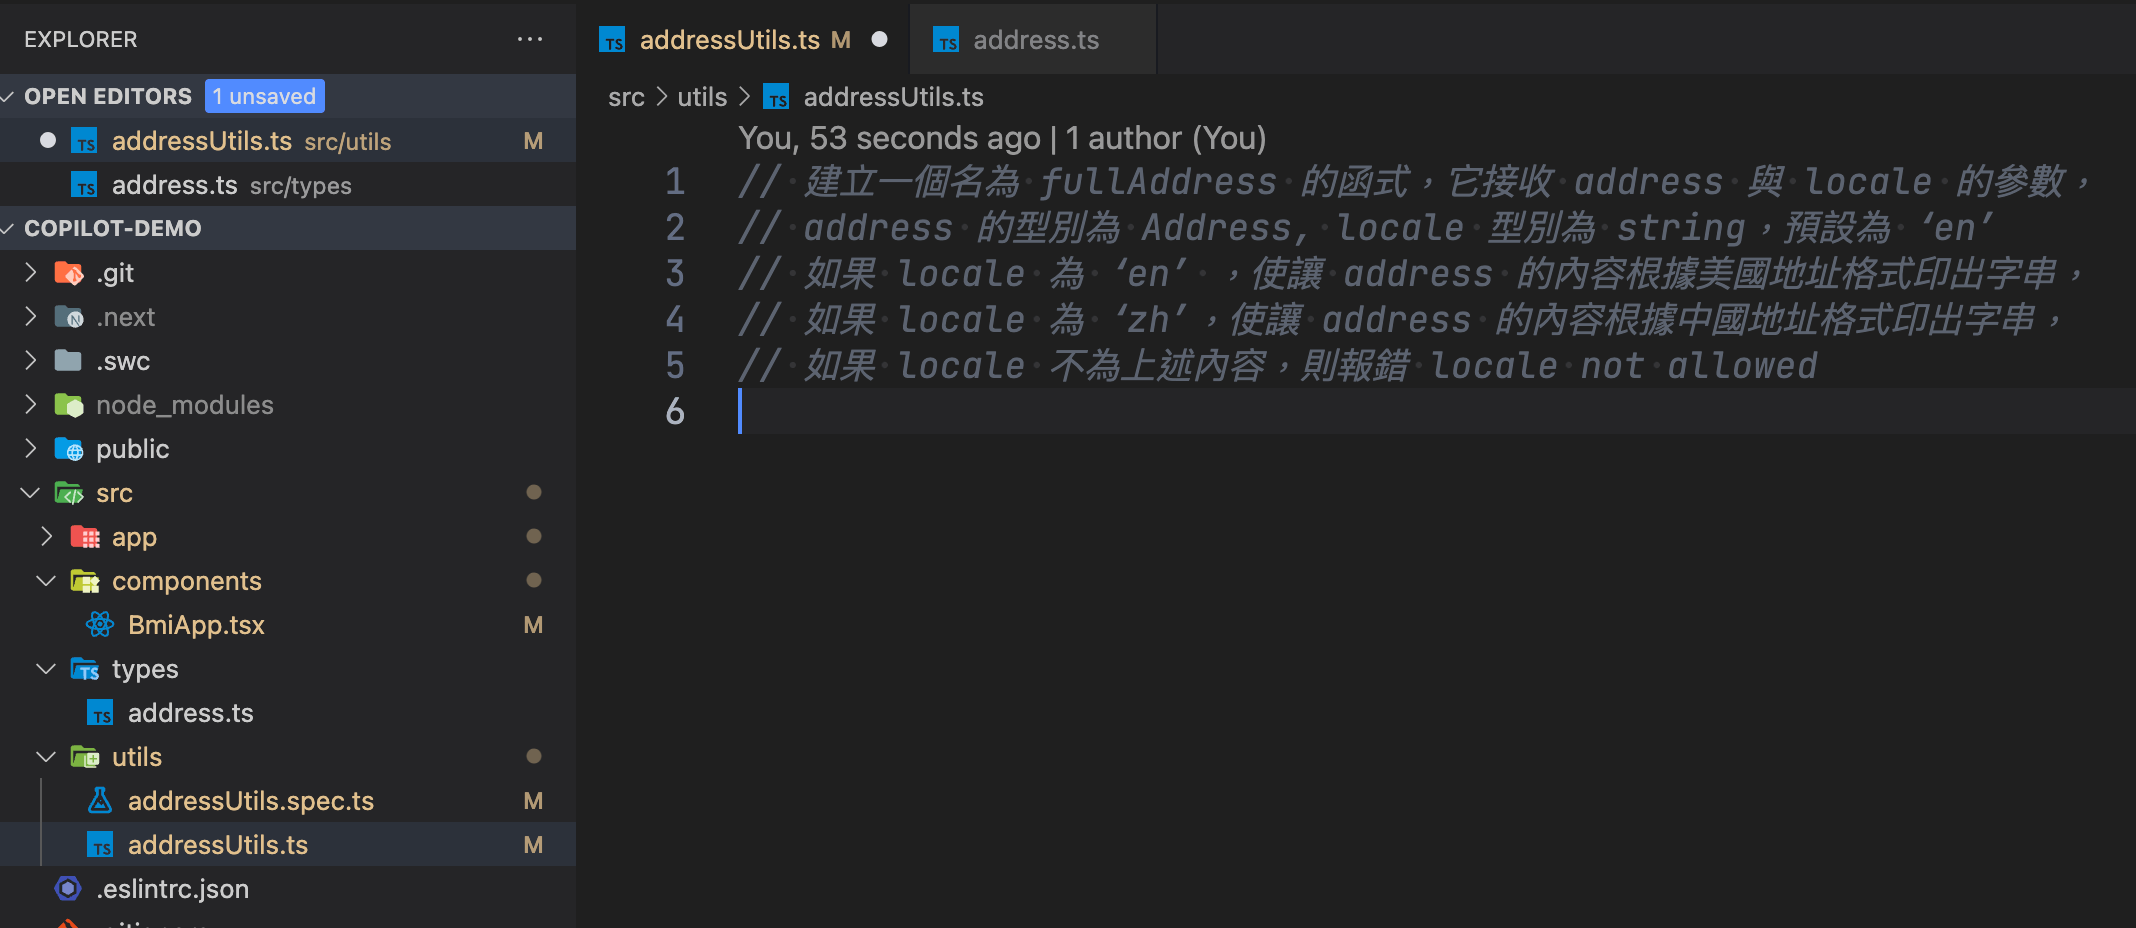 EXPLORER
OPEN EDITORS 1 unsaved
TS addressUtils.ts src/utils M
TS address.ts src/types
COPILOT-DEMO
.git
N .next
.swc
node_modules
public
src
app
components
BmiApp.tsx M
TS types
TS address.ts
utils
addressUtils.spec.ts M
TS addressUtils.ts M
.eslintrc.json
TS addressUtils.ts M
TS address.ts
src > utils > TS addressUtils.ts
You, 53 seconds ago | 1 author (You)
1 // 建立一個名為 fullAddress 的函式，它接收 address 與 locale 的參數，
2 // address 的型別為 Address, locale 型別為 string，預設為 ‘en’
3 // 如果 locale 為 ‘en’ ，使讓 address 的內容根據美國地址格式印出字串，
4 // 如果 locale 為 ‘zh’，使讓 address 的內容根據中國地址格式印出字串，
5 // 如果 locale 不為上述內容，則報錯 locale not allowed
6